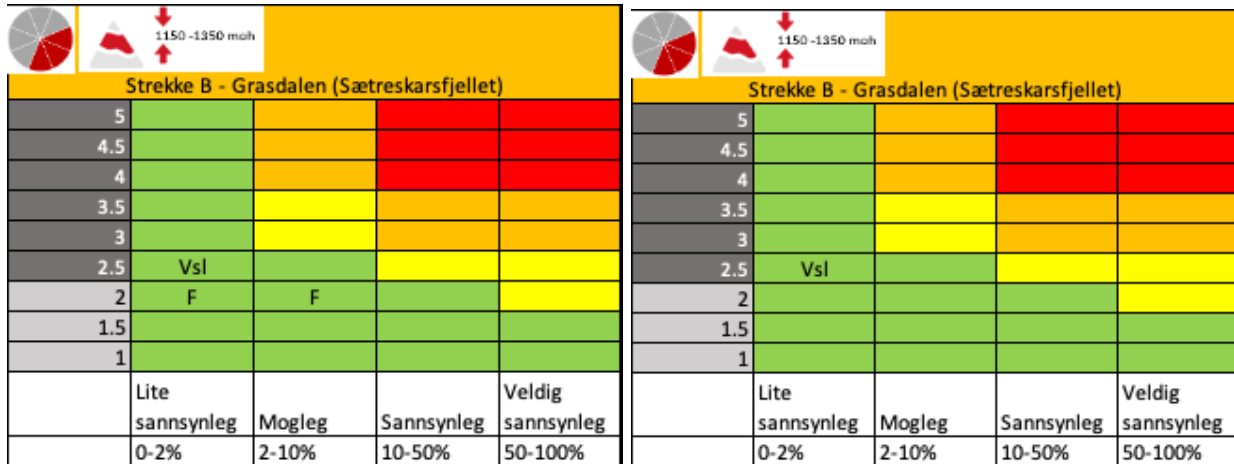 1150 -1350 moh
Strekke B - Grasdalen (Sætreskarsfjellet)
5
4.5
4
3.5
3
2.5 Vsl
2 F F
1.5
1
Lite sannsynleg Mogleg Sannsynleg Veldig sannsynleg
0-2% 2-10% 10-50% 50-100%
1150 -1350 moh
Strekke B - Grasdalen (Sætreskarsfjellet)
5
4.5
4
3.5
3
2.5 Vsl
2
1.5
1
Lite sannsynleg Mogleg Sannsynleg Veldig sannsynleg
0-2% 2-10% 10-50% 50-100%